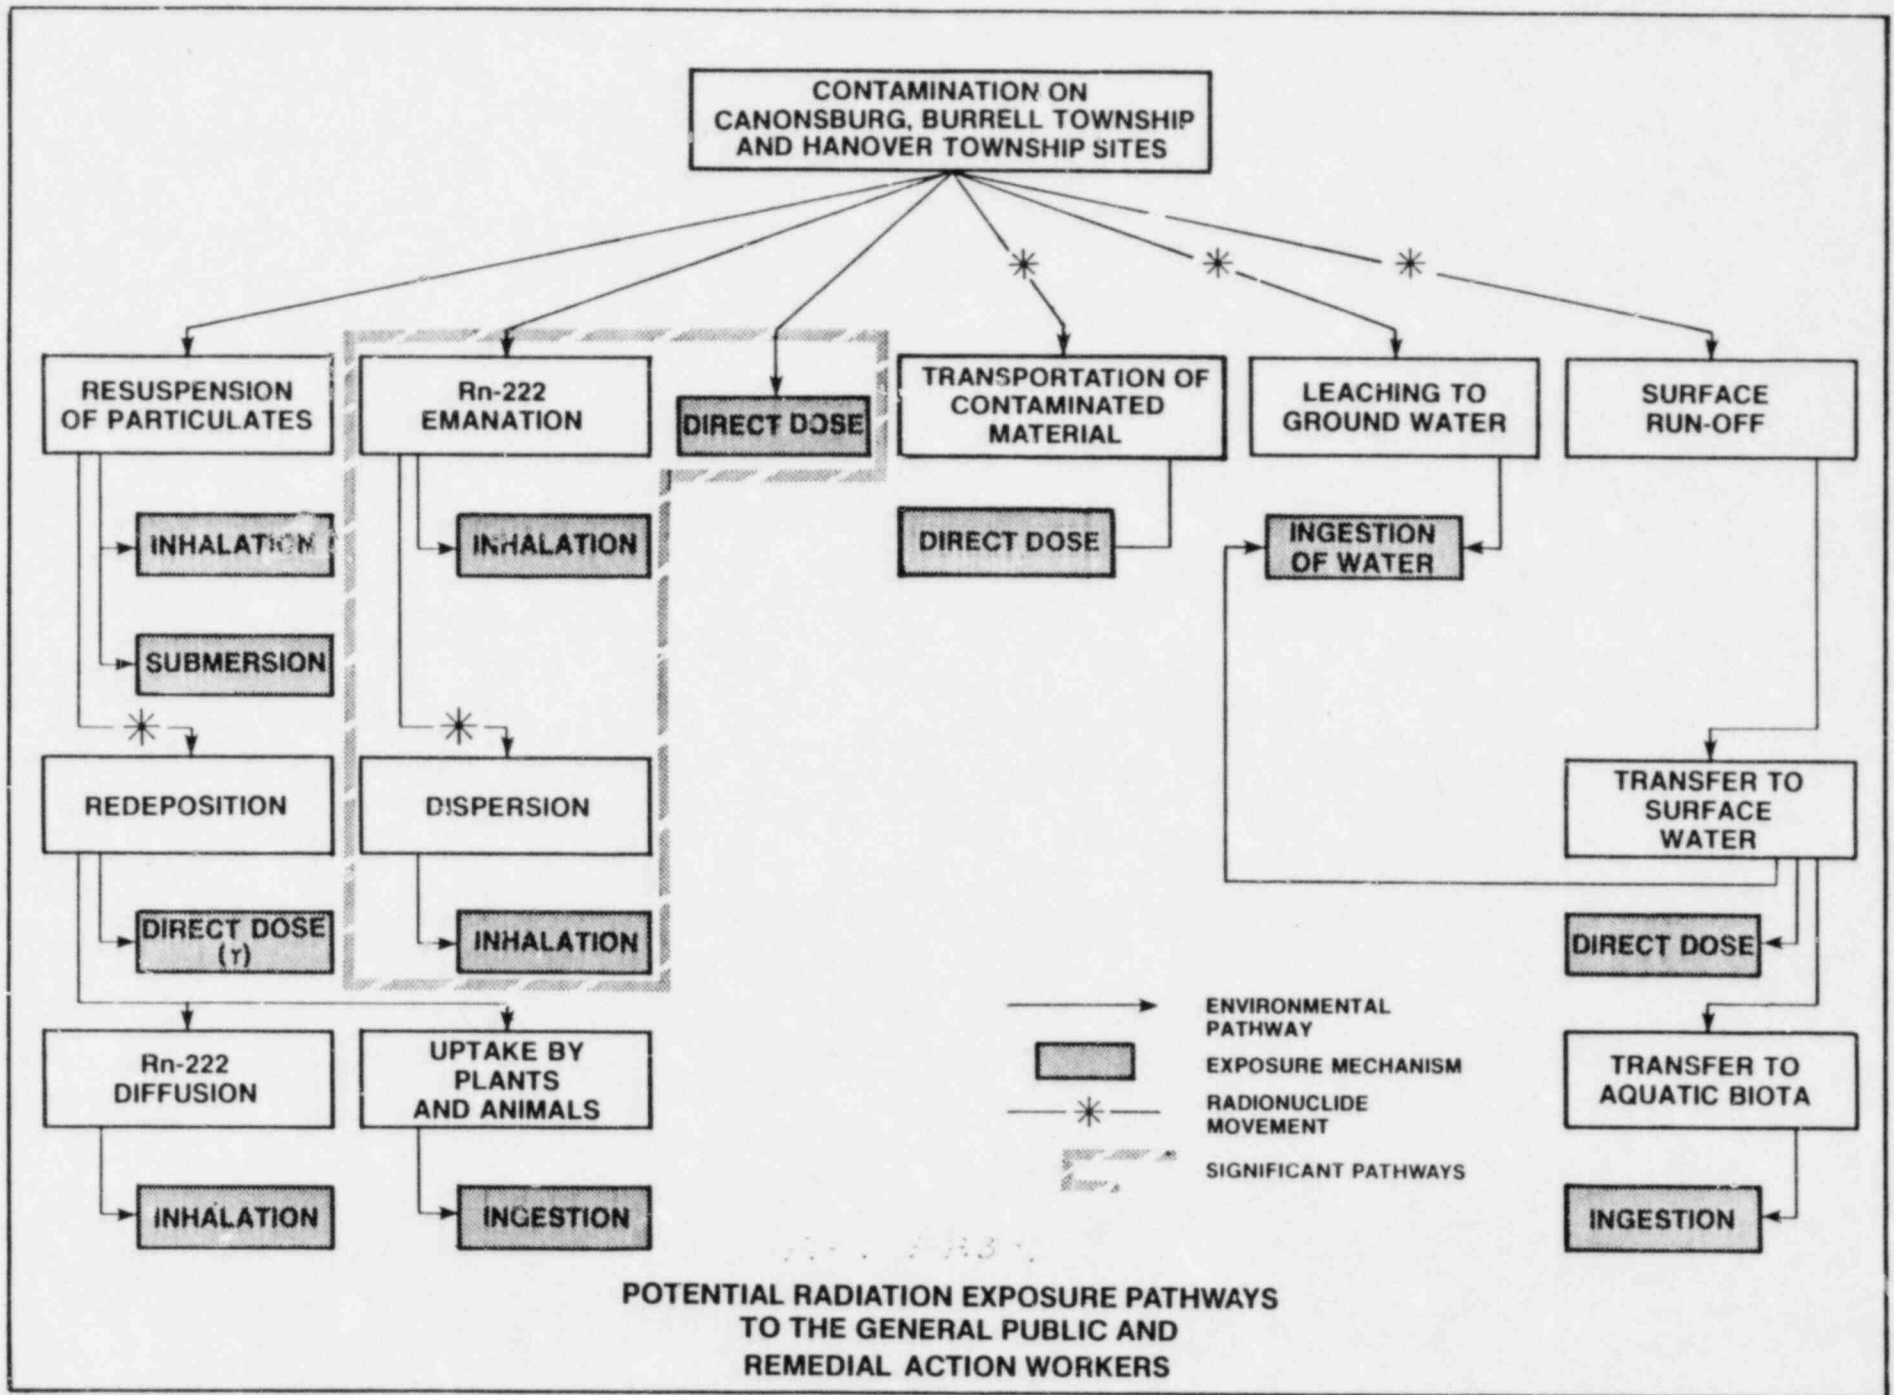 CONTAMINATION ON
CANONSBURG, BURRELL TOWNSHIP
AND HANOVER TOWNSHIP SITES
RESUSPENSION
OF PARTICULATES
Rn-222
EMANATION
DIRECT DOSE
TRANSPORTATION OF
CONTAMINATED
MATERIAL
LEACHING TO
GROUND WATER
SURFACE
RUN-OFF
INHALATION
INHALATION
DIRECT DOSE
INGESTION
OF WATER
SUBMERSION
REDEPOSITION
DISPERSION
TRANSFER TO
SURFACE
WATER
DIRECT DOSE
(γ)
INHALATION
DIRECT DOSE
Rn-222
DIFFUSION
UPTAKE BY
PLANTS
AND ANIMALS
TRANSFER TO
AQUATIC BIOTA
INHALATION
INGESTION
INGESTION
ENVIRONMENTAL
PATHWAY
EXPOSURE MECHANISM
RADIONUCLIDE
MOVEMENT
SIGNIFICANT PATHWAYS
POTENTIAL RADIATION EXPOSURE PATHWAYS
TO THE GENERAL PUBLIC AND
REMEDIAL ACTION WORKERS